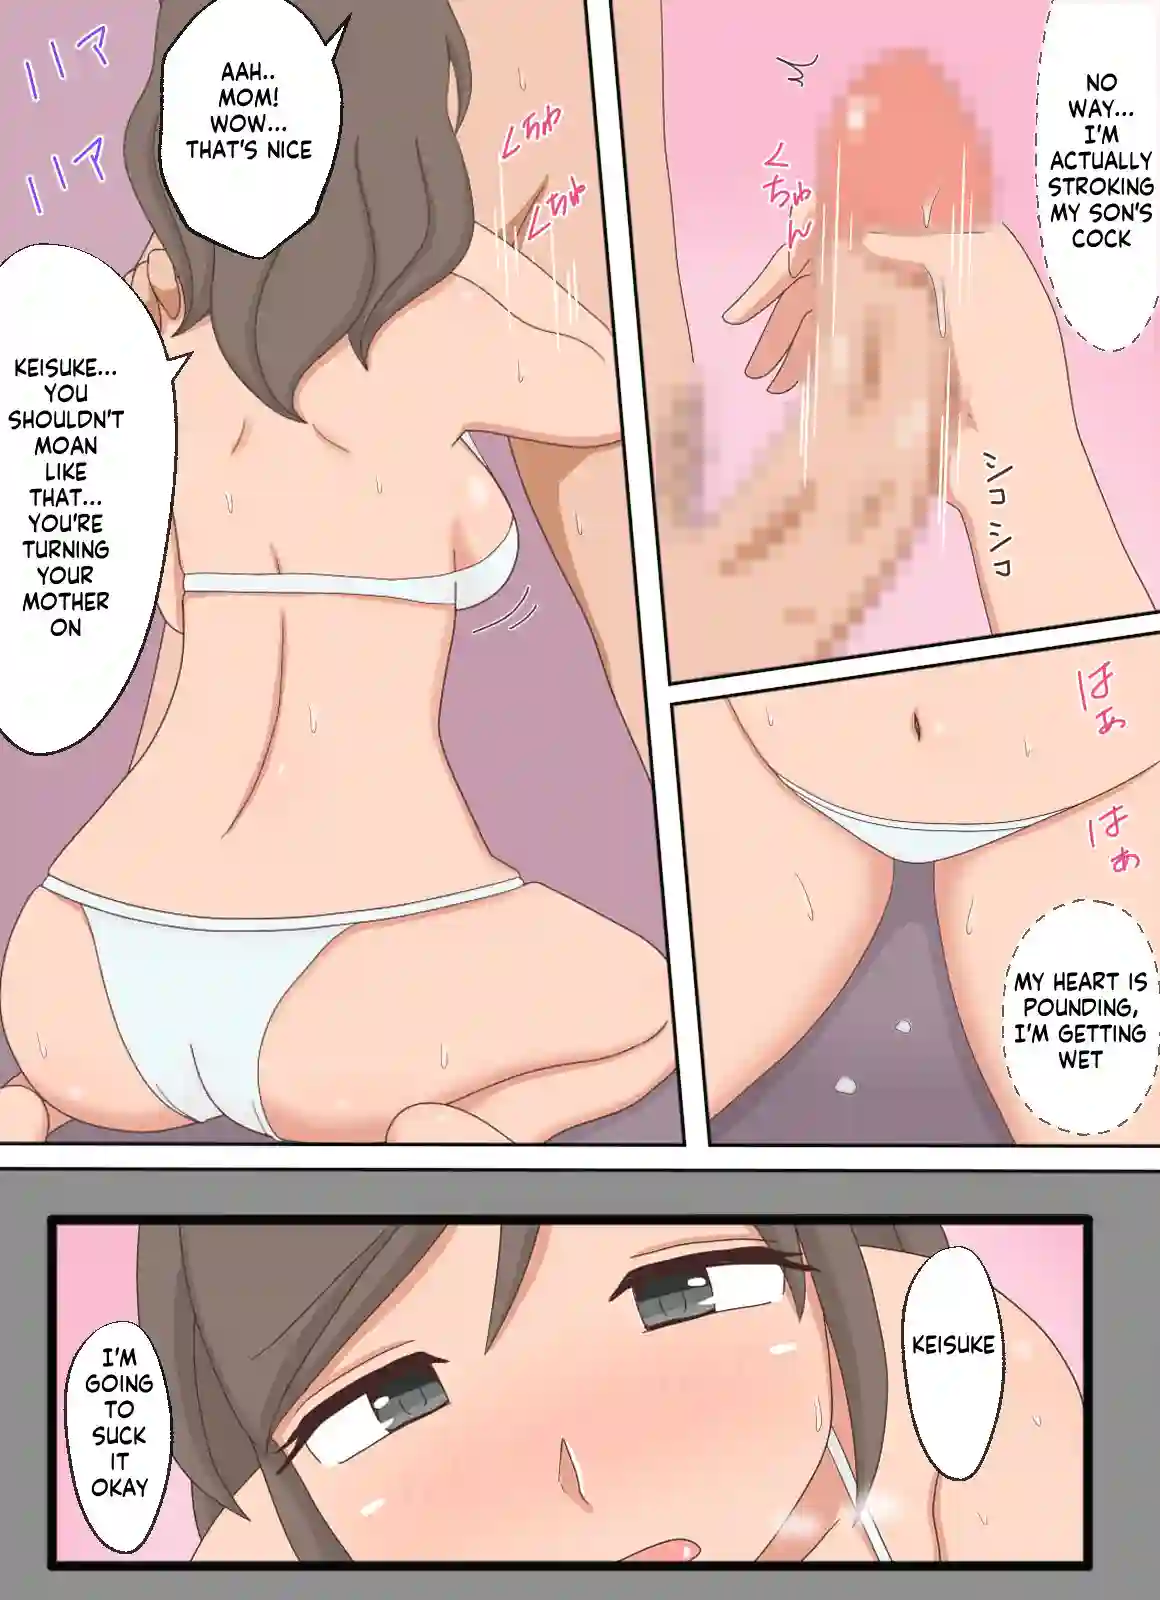 AAH..
MOM!
WOW...
THAT'S NICE
NO
WAY...
I'M
ACTUALLY
STROKING
MY SON'S
COCK
KEISUKE...
YOU
SHOULDN'T
MOAN
LIKE
THAT...
YOU'RE
TURNING
YOUR
MOTHER
ON
ハア
ハア
くちゅ
くちゅ
くちゅん
シコシコ
はあ
はあ
MY HEART IS
POUNDING,
I'M GETTING
WET
KEISUKE
I'M
GOING
TO
SUCK
IT
OKAY